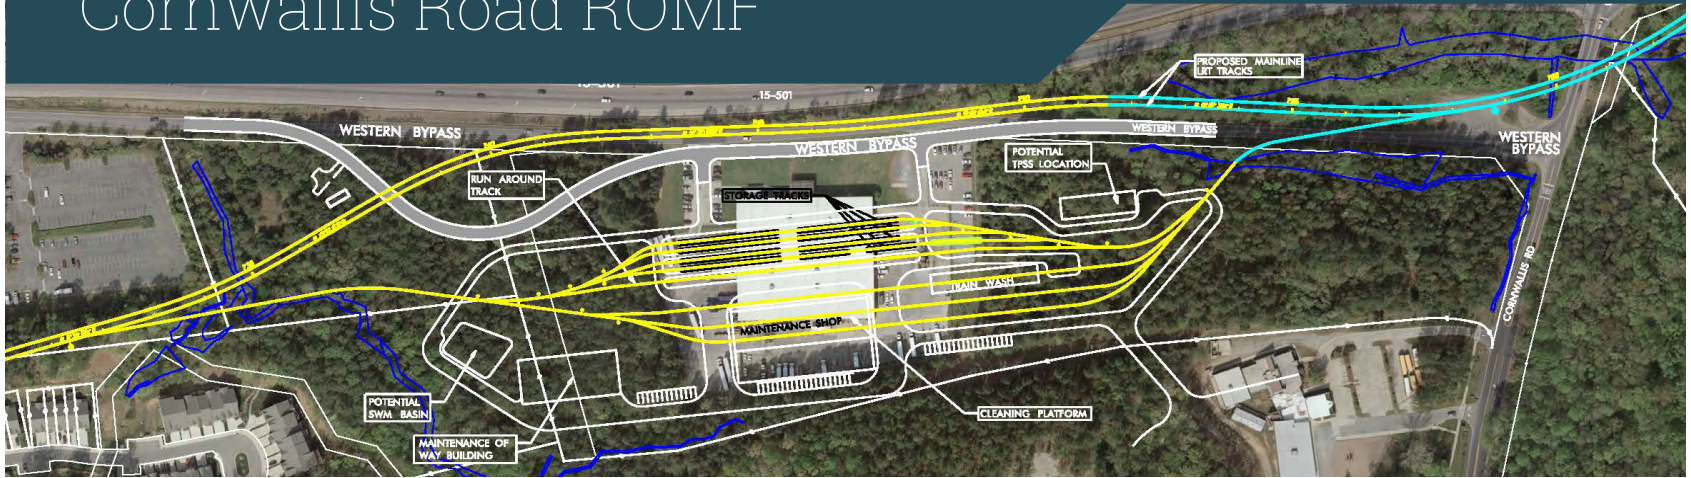 Cornwallis Road ROMF
15-501
PROPOSED MAINLINE
LRT TRACKS
WESTERN BYPASS
WESTERN BYPASS
WESTERN BYPASS
WESTERN
BYPASS
POTENTIAL
TPSS LOCATION
RUN AROUND
TRACK
STORAGE TRACKS
TRAIN WASH
CORNWALLIS RD
MAINTENANCE SHOP
POTENTIAL
SWM BASIN
CLEANING PLATFORM
MAINTENANCE OF
WAY BUILDING